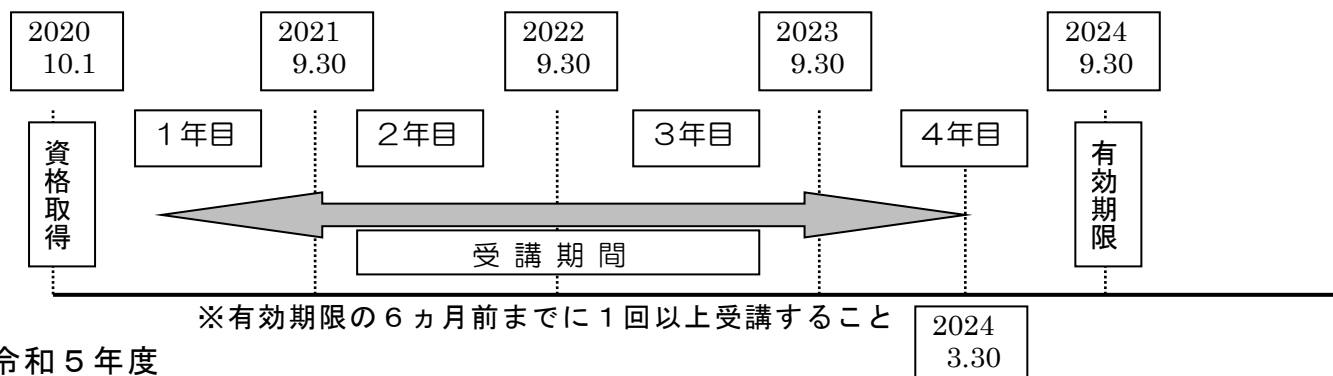 2020
10.1
2021
9.30
2022
9.30
2023
9.30
2024
9.30
資格取得
１年目
２年目
３年目
４年目
有効期限
受 講 期 間
※有効期限の６ヵ月前までに１回以上受講すること
2024
3.30
令和５年度